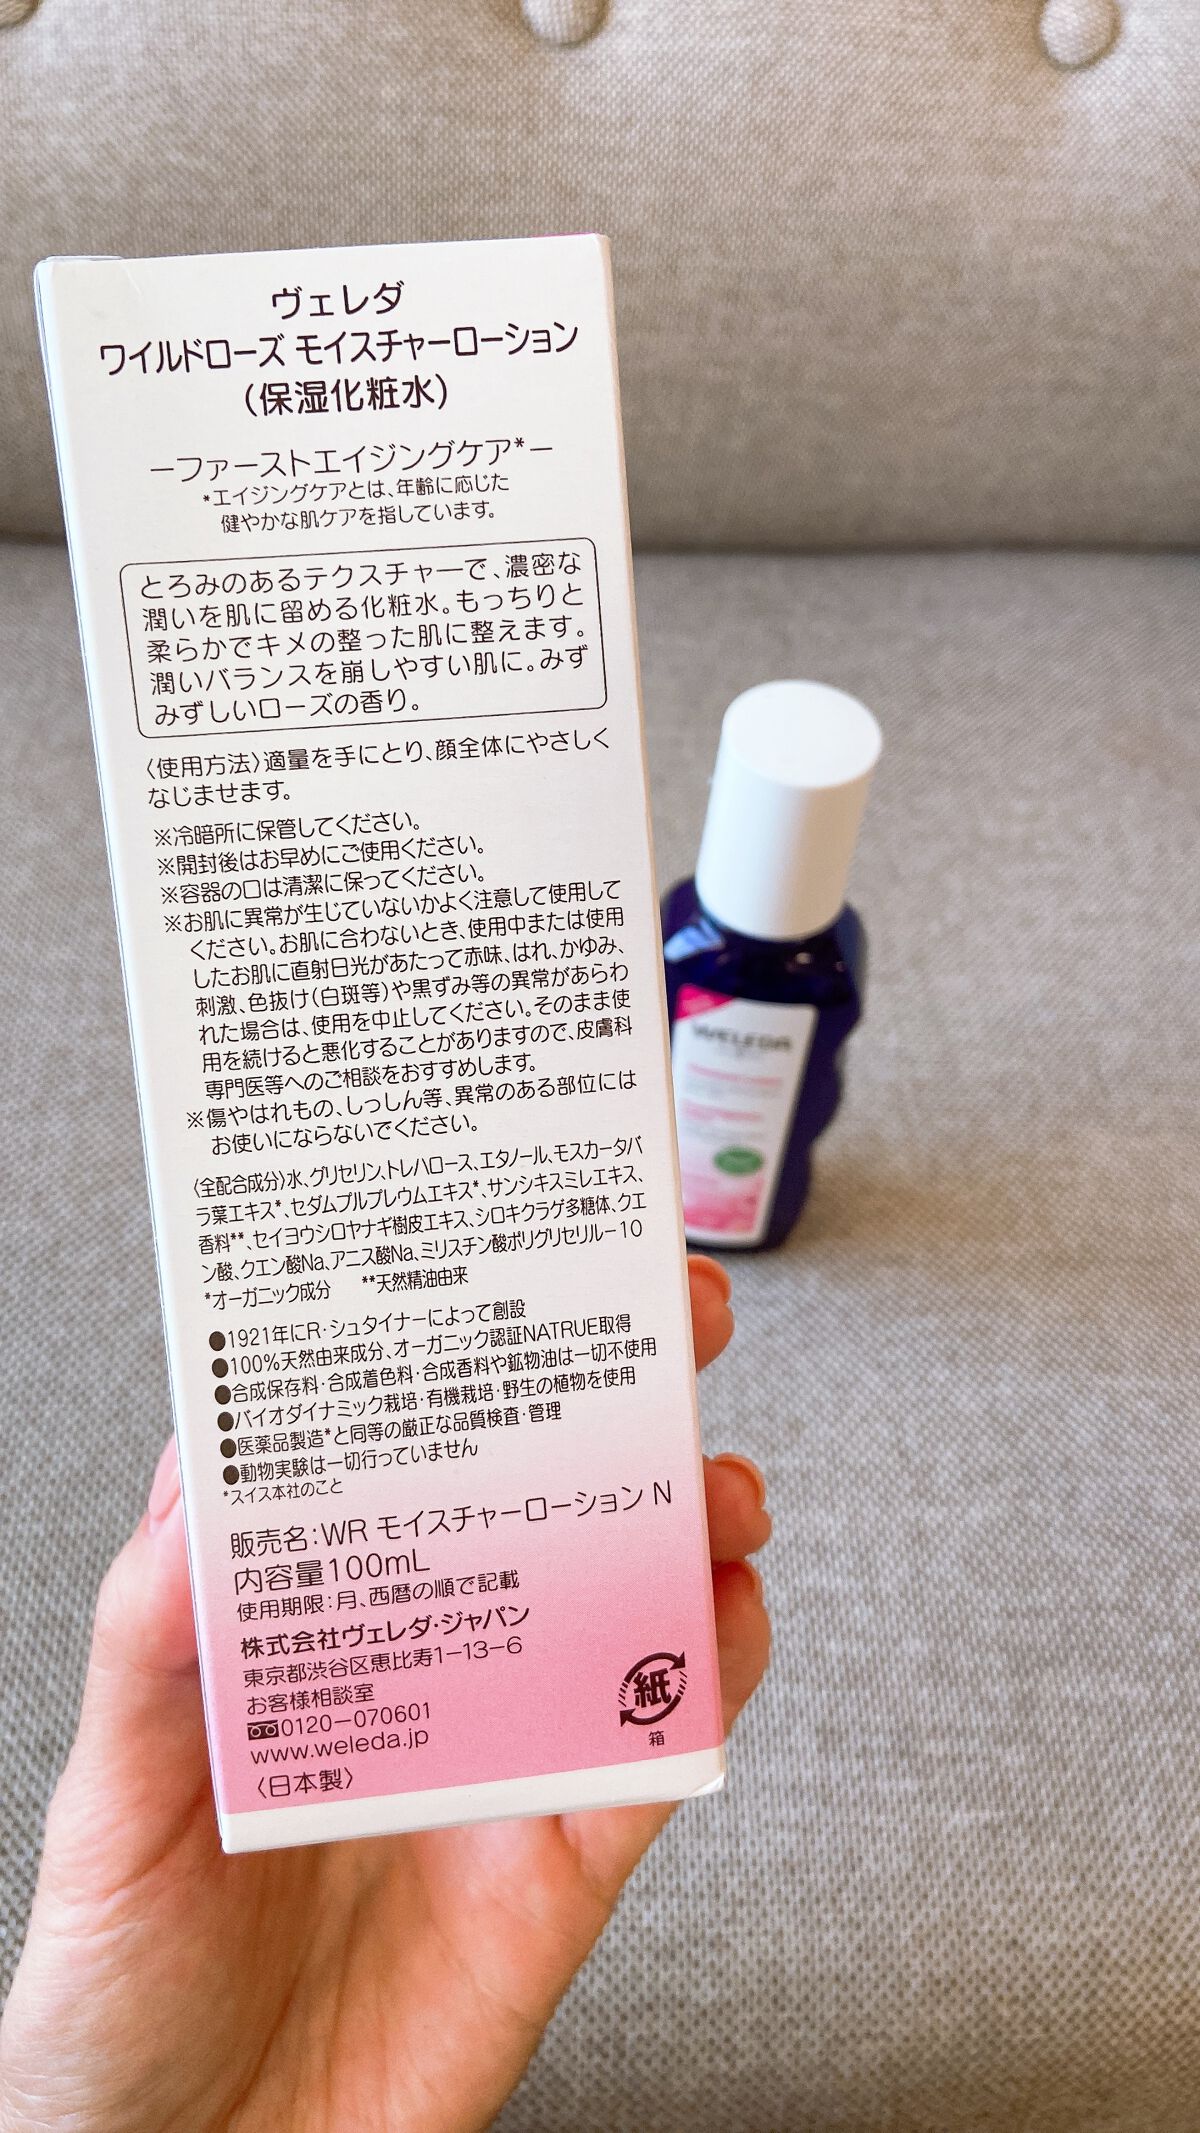 ヴェレダ
ワイルドローズ モイスチャーローション
(保湿化粧水)
ーファーストエイジングケア*ー
*エイジングケアとは、年齢に応じた
健やかな肌ケアを指しています。
とろみのあるテクスチャーで、濃密な
潤いを肌に留める化粧水。もっちりと
柔らかでキメの整った肌に整えます。
潤いバランスを崩しやすい肌に。みず
みずしいローズの香り。
〈使用方法〉適量を手にとり、顔全体にやさしく
なじませます。
※冷暗所に保管してください。
※開封後はお早めにご使用ください。
※容器の口は清潔に保ってください。
※お肌に異常が生じていないかよく注意して使用して
ください。お肌に合わないとき、使用中または使用
したお肌に直射日光があたって赤味、はれ、かゆみ、
刺激、色抜け(白斑等)や黒ずみ等の異常があらわ
れた場合は、使用を中止してください。そのまま使
用を続けると悪化することがありますので、皮膚科
専門医等へのご相談をおすすめします。
※傷やはれもの、しっしん等、異常のある部位には
お使いにならないでください。
〈全配合成分〉水、グリセリン、トレハロース、エタノール、モスカータバ
ラ葉エキス*、セダムプルプレウムエキス*、サンシキスミレエキス、
香料**、セイヨウシロヤナギ樹皮エキス、シロキクラゲ多糖体、クエ
ン酸、クエン酸Na、アニス酸Na、ミリスチン酸ポリグリセリル－10
*オーガニック成分 **天然精油由来
●1921年にR・シュタイナーによって創設
●100%天然由来成分、オーガニック認証NATRUE取得
●合成保存料・合成着色料・合成香料や鉱物油は一切不使用
●バイオダイナミック栽培・有機栽培・野生の植物を使用
●医薬品製造*と同等の厳正な品質検査・管理
●動物実験は一切行っていません
*スイス本社のこと
販売名：WR モイスチャーローション N
内容量100mL
使用期限：月、西暦の順で記載
株式会社ヴェレダ・ジャパン
東京都渋谷区恵比寿1－13－6
お客様相談室
0120－070601
www.weleda.jp
〈日本製〉
紙
箱
WELEDA